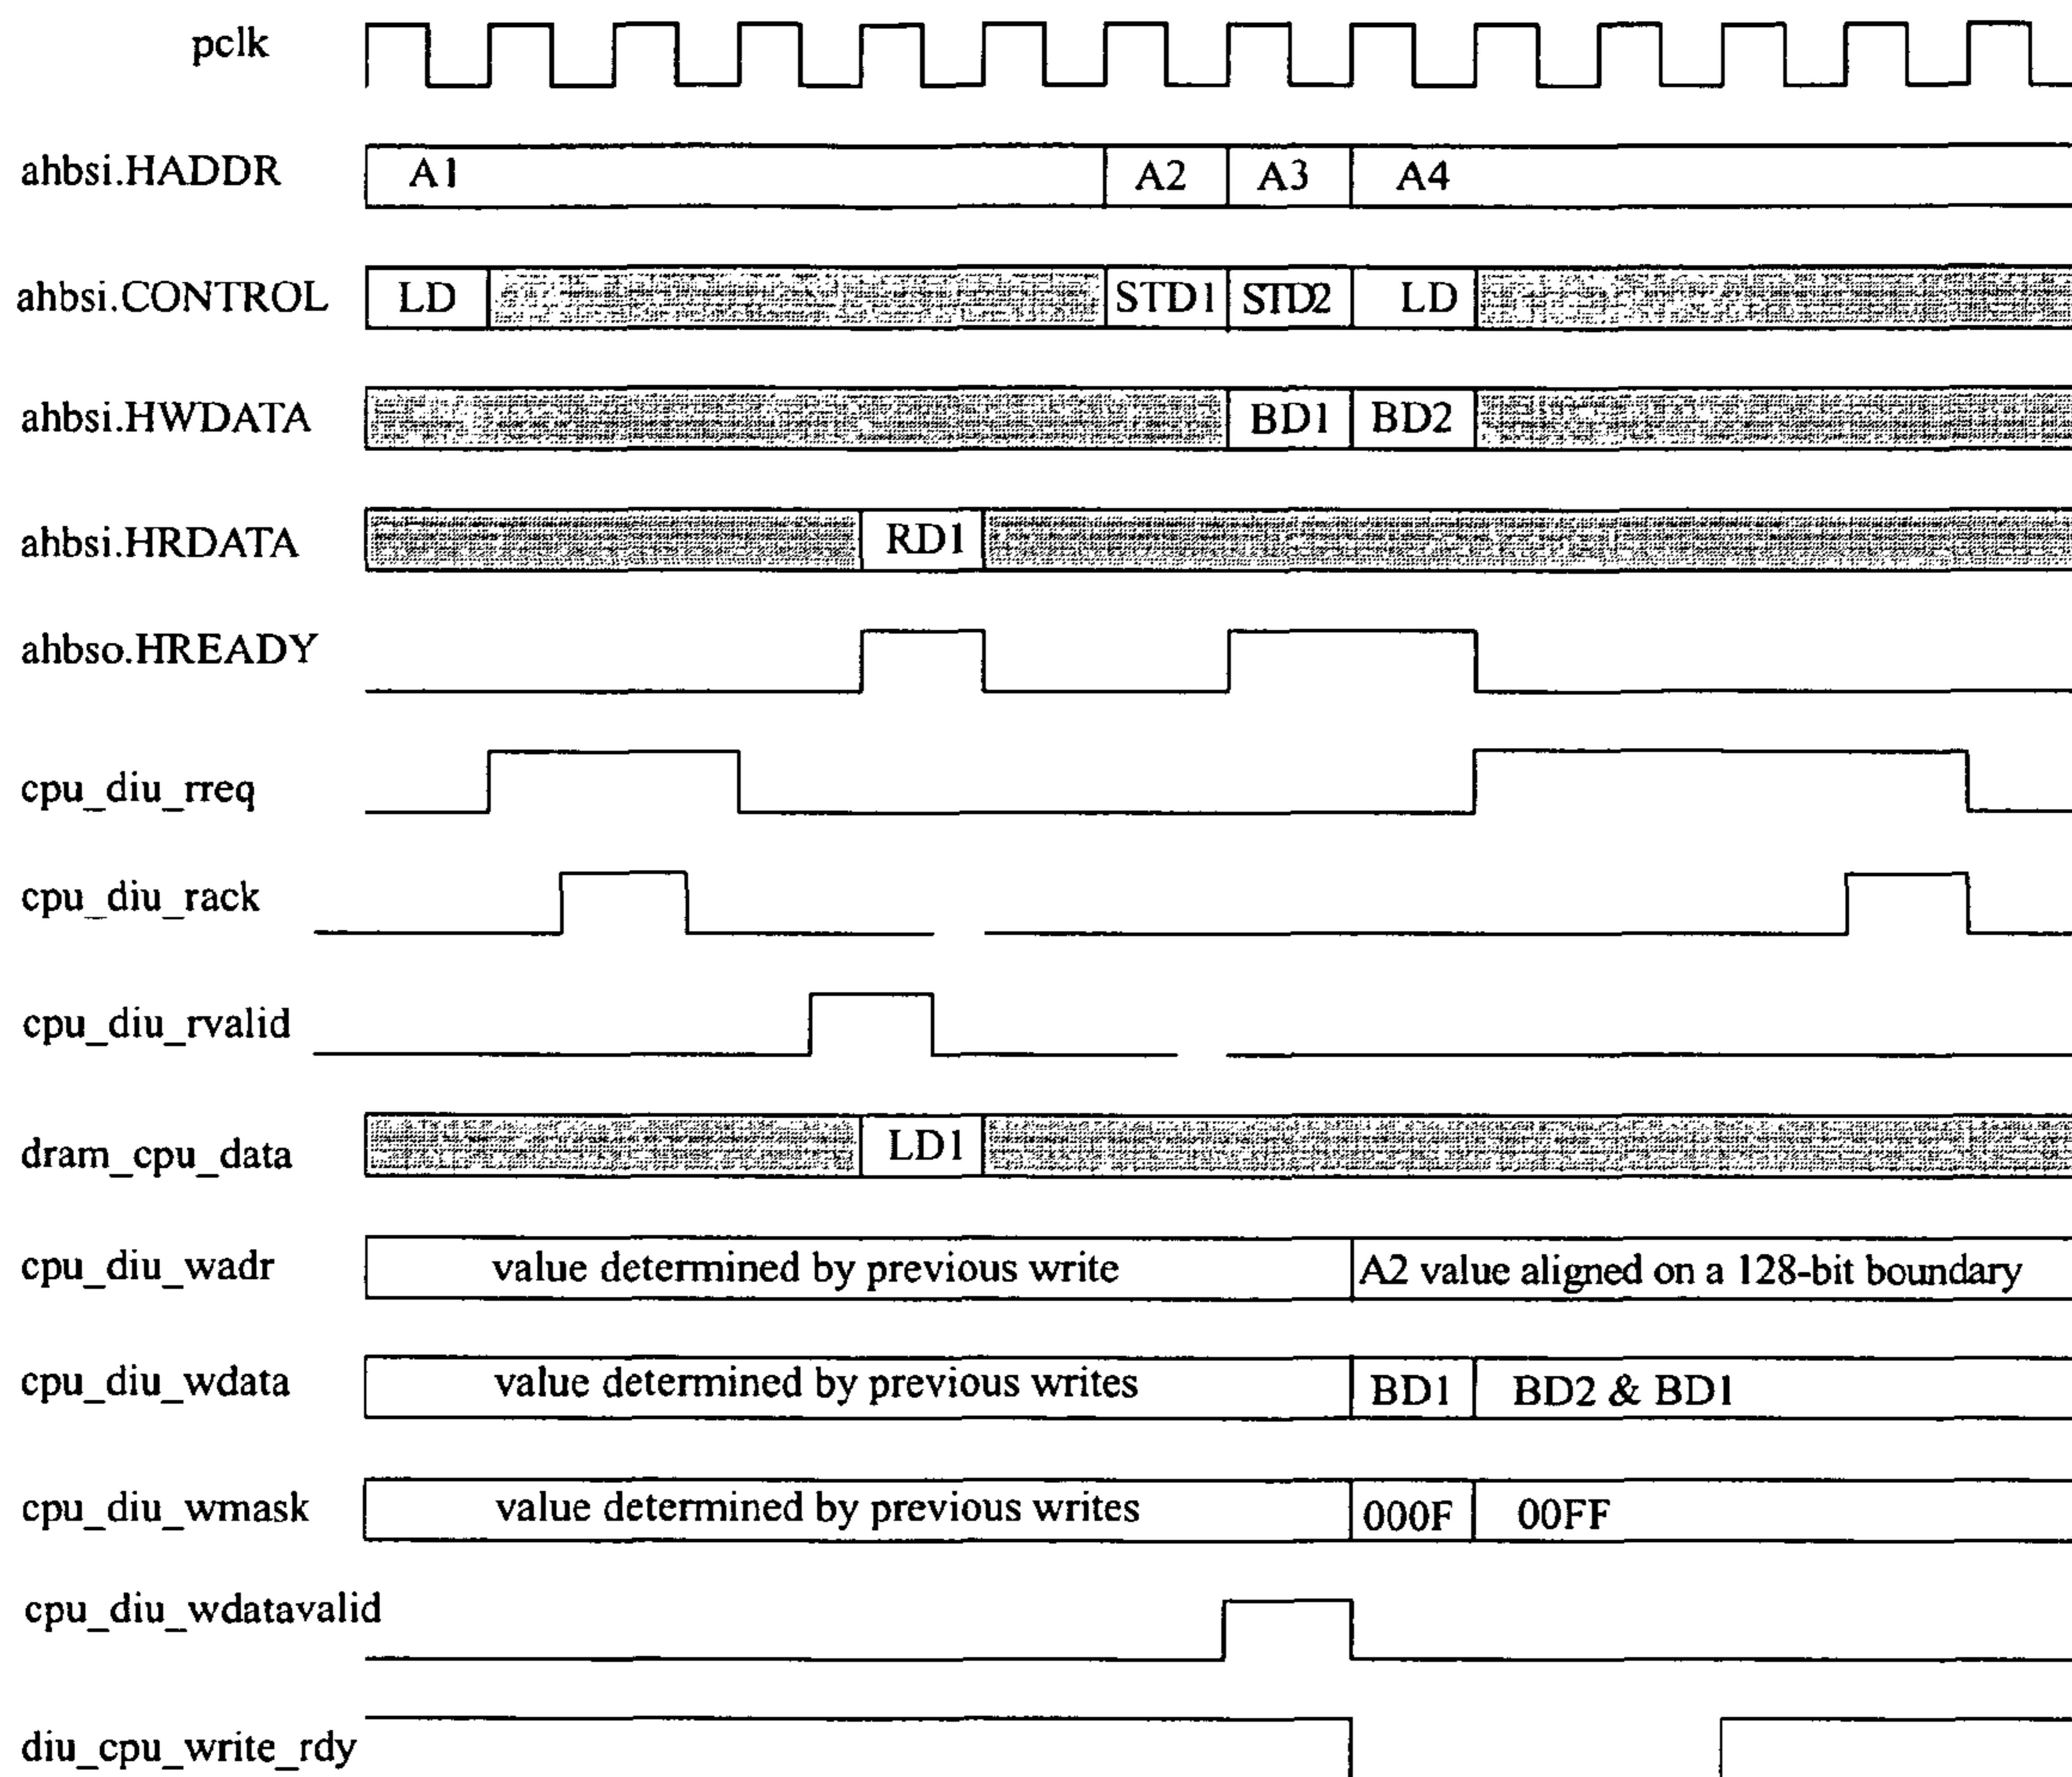 pclk
ahbsi.HADDR A1 A2 A3 A4
ahbsi.CONTROL LD STD1 STD2 LD
ahbsi.HWDATA BD1 BD2
ahbsi.HRDATA RD1
ahbso.HREADY
cpu_diu_rreq
cpu_diu_rack
cpu_diu_rvalid
dram_cpu_data LD1
cpu_diu_wadr value determined by previous write A2 value aligned on a 128-bit boundary
cpu_diu_wdata value determined by previous writes BD1 BD2 & BD1
cpu_diu_wmask value determined by previous writes 000F 00FF
cpu_diu_wdatavalid
diu_cpu_write_rdy